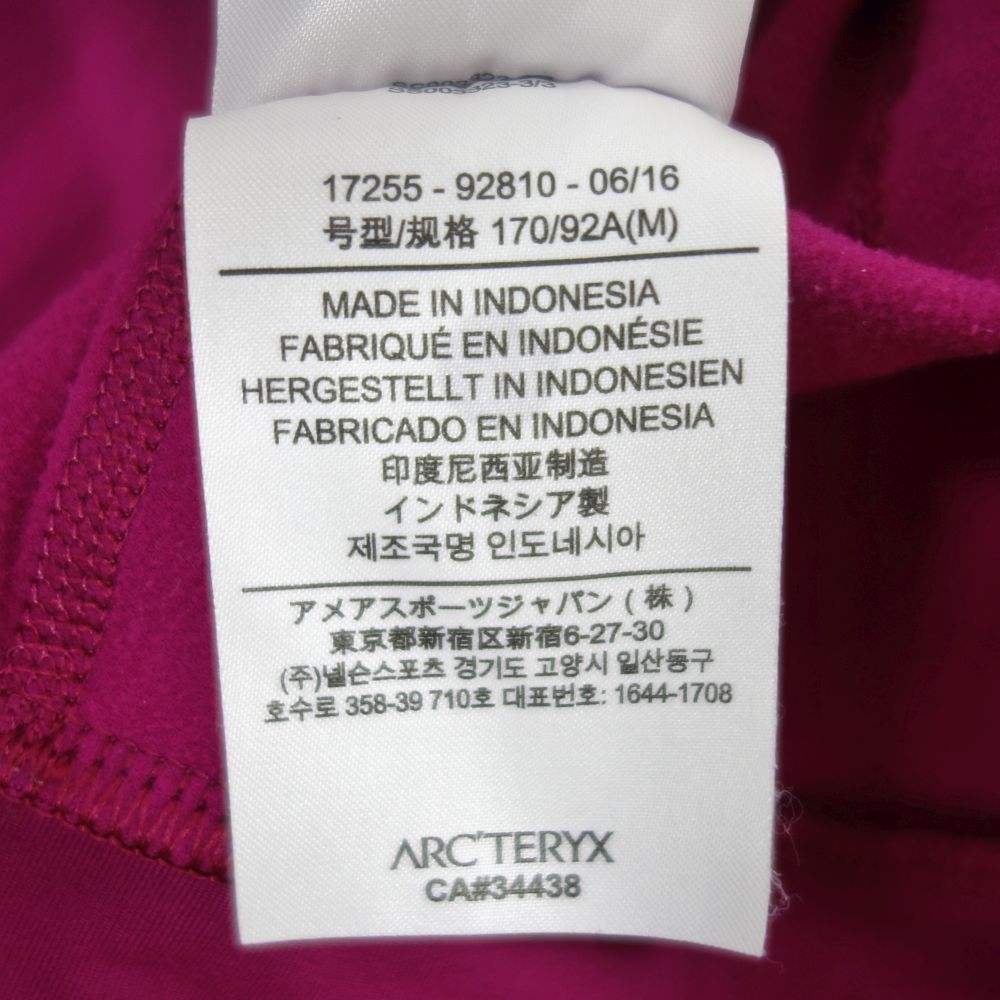 17255 - 92810 - 06/16
号型/规格 170/92A(M)
MADE IN INDONESIA
FABRIQUÉ EN INDONÉSIE
HERGESTELLT IN INDONESIEN
FABRICADO EN INDONESIA
印度尼西亚制造
インドネシア製
제조국명 인도네시아
アメアスポーツジャパン ( 株 )
東京都新宿区新宿6-27-30
(주)넬슨스포츠 경기도 고양시 일산동구
호수로 358-39 710호 대표번호: 1644-1708
ARC'TERYX
CA#34438